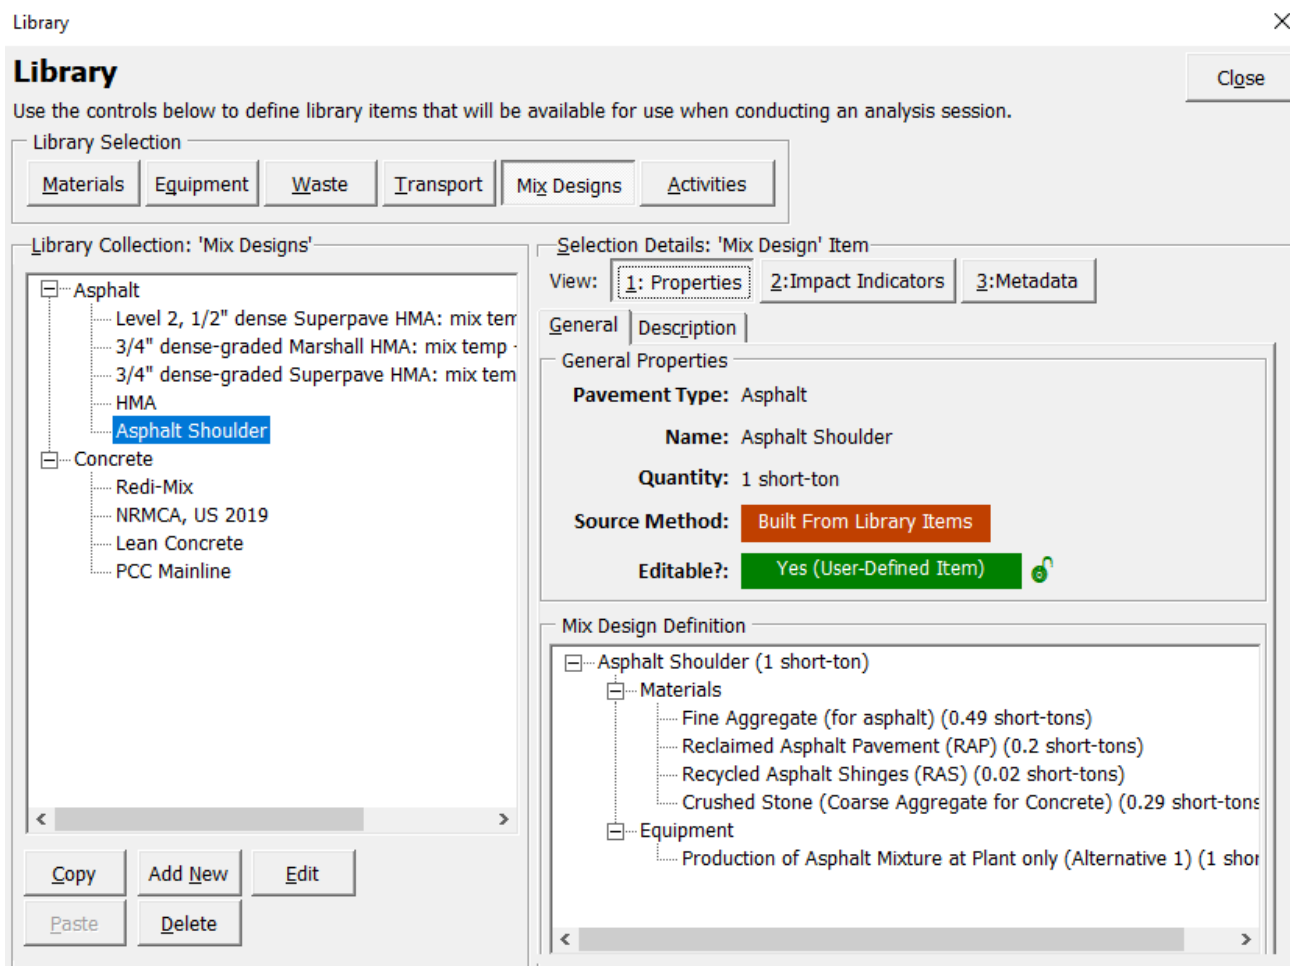 Library
Library
Close
Use the controls below to define library items that will be available for use when conducting an analysis session.
Library Selection
Materials
Equipment
Waste
Transport
Mix Designs
Activities
Library Collection: 'Mix Designs'
Asphalt
Level 2, 1/2" dense Superpave HMA: mix tem
3/4" dense-graded Marshall HMA: mix temp -
3/4" dense-graded Superpave HMA: mix tem
HMA
Asphalt Shoulder
Concrete
Redi-Mix
NRMCA, US 2019
Lean Concrete
PCC Mainline
Copy
Add New
Edit
Paste
Delete
Selection Details: 'Mix Design' Item
View:
1: Properties
2:Impact Indicators
3:Metadata
General
Description
General Properties
Pavement Type: Asphalt
Name: Asphalt Shoulder
Quantity: 1 short-ton
Source Method: Built From Library Items
Editable?: Yes (User-Defined Item)
Mix Design Definition
Asphalt Shoulder (1 short-ton)
Materials
Fine Aggregate (for asphalt) (0.49 short-tons)
Reclaimed Asphalt Pavement (RAP) (0.2 short-tons)
Recycled Asphalt Shinges (RAS) (0.02 short-tons)
Crushed Stone (Coarse Aggregate for Concrete) (0.29 short-tons
Equipment
Production of Asphalt Mixture at Plant only (Alternative 1) (1 shor